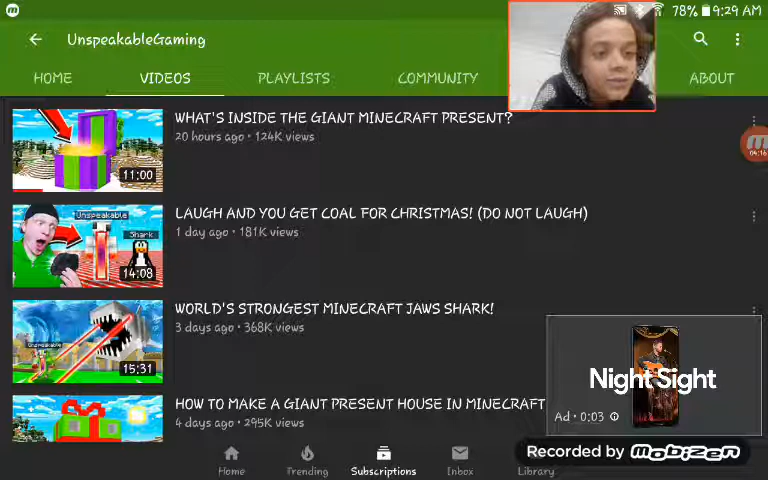 78% 9:29 AM
UnspeakableGaming
HOME VIDEOS PLAYLISTS COMMUNITY ABOUT
WHAT'S INSIDE THE GIANT MINECRAFT PRESENT?
20 hours ago • 124K views
11:00
04:16
LAUGH AND YOU GET COAL FOR CHRISTMAS! (DO NOT LAUGH)
1 day ago • 181K views
Unspeakable
Shark
14:08
WORLD'S STRONGEST MINECRAFT JAWS SHARK!
3 days ago • 368K views
Unspeakable
15:31
Night Sight
Ad • 0:03
HOW TO MAKE A GIANT PRESENT HOUSE IN MINECRAFT
4 days ago • 295K views
Recorded by MOBIZEN
Home Trending Subscriptions Inbox Library